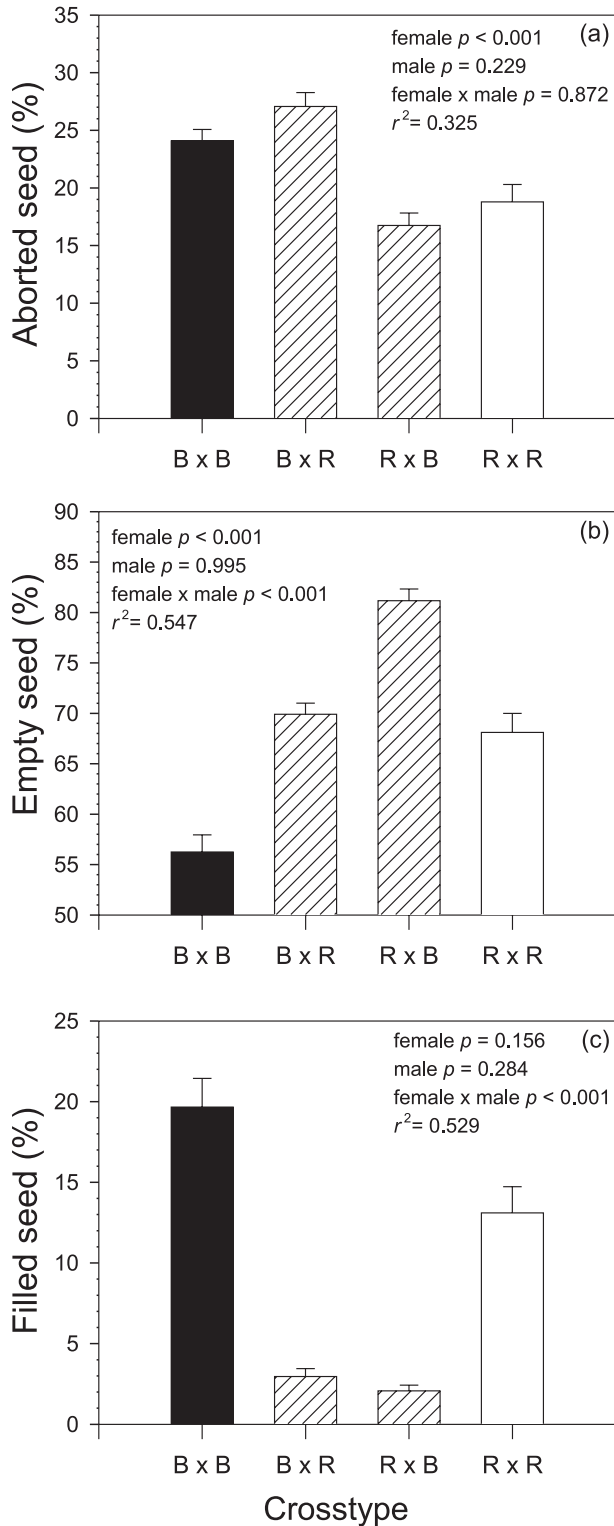 35
30
25
20
15
10
5
0
Aborted seed (%)
(a)
female p < 0.001
male p = 0.229
female x male p = 0.872
r² = 0.325
B x B B x R R x B R x R
90
85
80
75
70
65
60
55
50
Empty seed (%)
(b)
female p < 0.001
male p = 0.995
female x male p < 0.001
r² = 0.547
B x B B x R R x B R x R
25
20
15
10
5
0
Filled seed (%)
(c)
female p = 0.156
male p = 0.284
female x male p < 0.001
r² = 0.529
B x B B x R R x B R x R
Crosstype